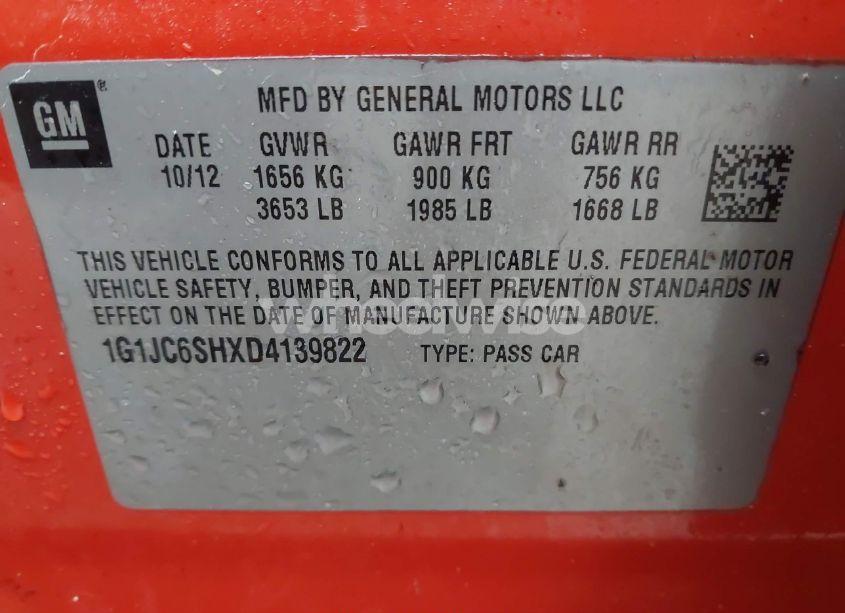 GM
MFD BY GENERAL MOTORS LLC
DATE GVWR GAWR FRT GAWR RR
10/12 1656 KG 900 KG 756 KG
3653 LB 1985 LB 1668 LB
THIS VEHICLE CONFORMS TO ALL APPLICABLE U.S. FEDERAL MOTOR
VEHICLE SAFETY, BUMPER, AND THEFT PREVENTION STANDARDS IN
EFFECT ON THE DATE OF MANUFACTURE SHOWN ABOVE.
1G1JC6SHXD4139822 TYPE: PASS CAR
wheelwise